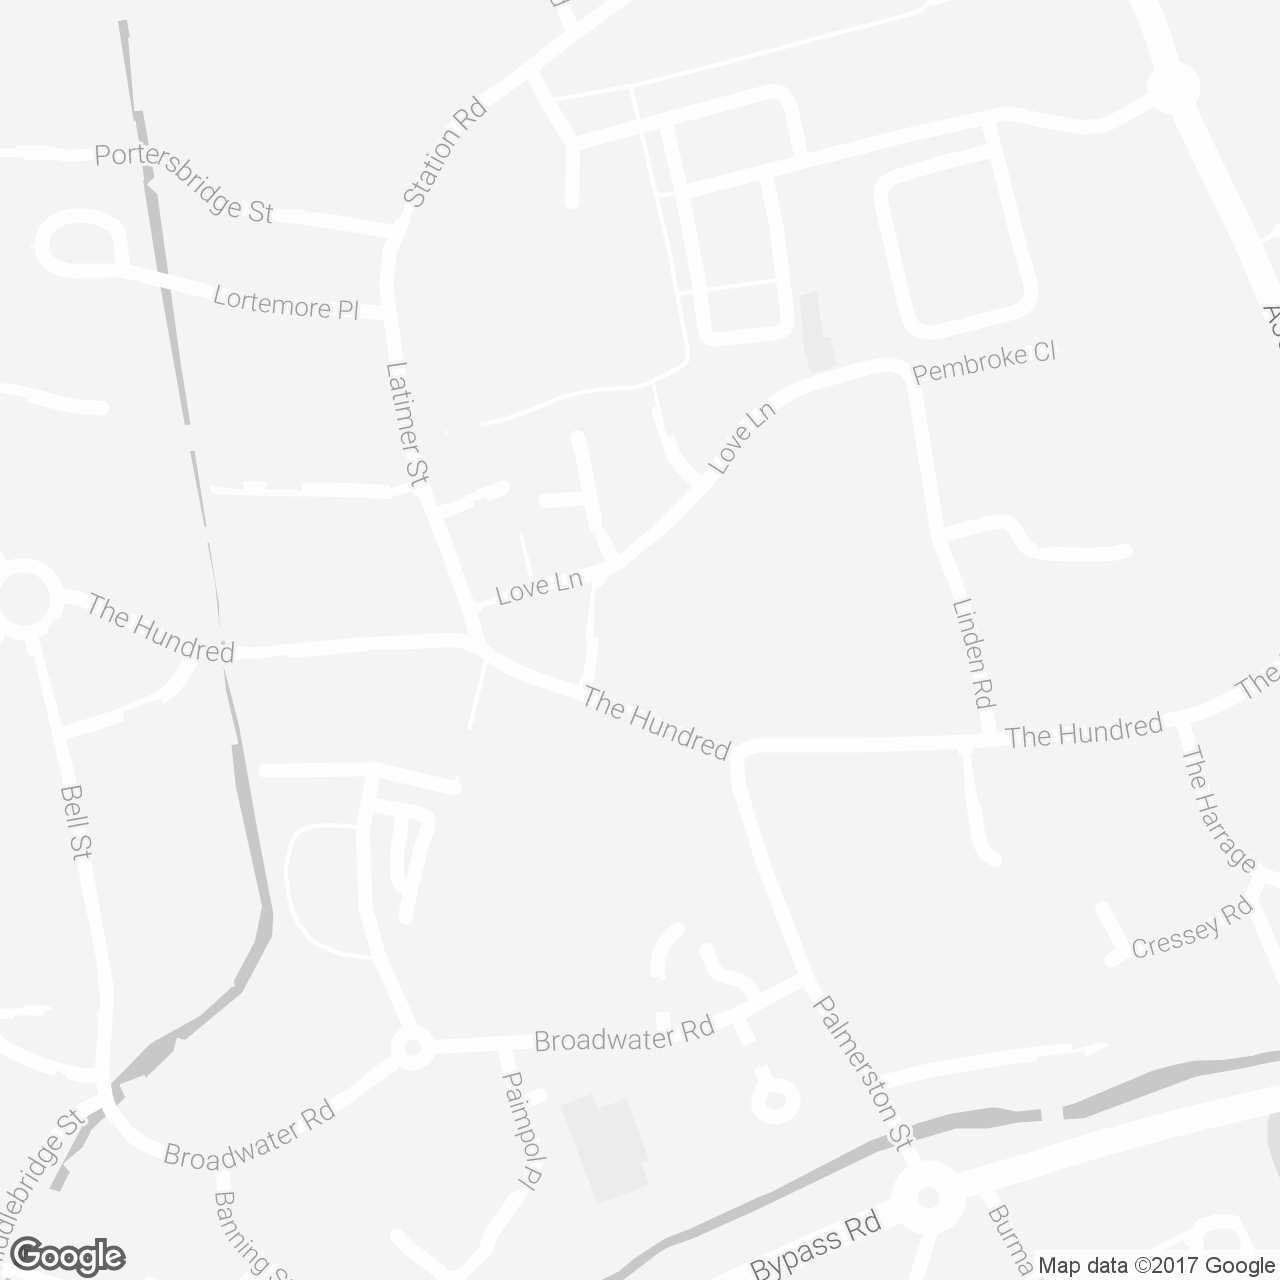 Station Rd
Portersbridge St
Lortemore Pl
Latimer St
Pembroke Cl
Love Ln
Love Ln
The Hundred
Linden Rd
The Hundred
The Hundred
The Harrage
Bell St
Cressey Rd
Broadwater Rd
Palmerston St
Paimpol Pl
Broadwater Rd
Banning
Bypass Rd
Google
Map data ©2017 Google